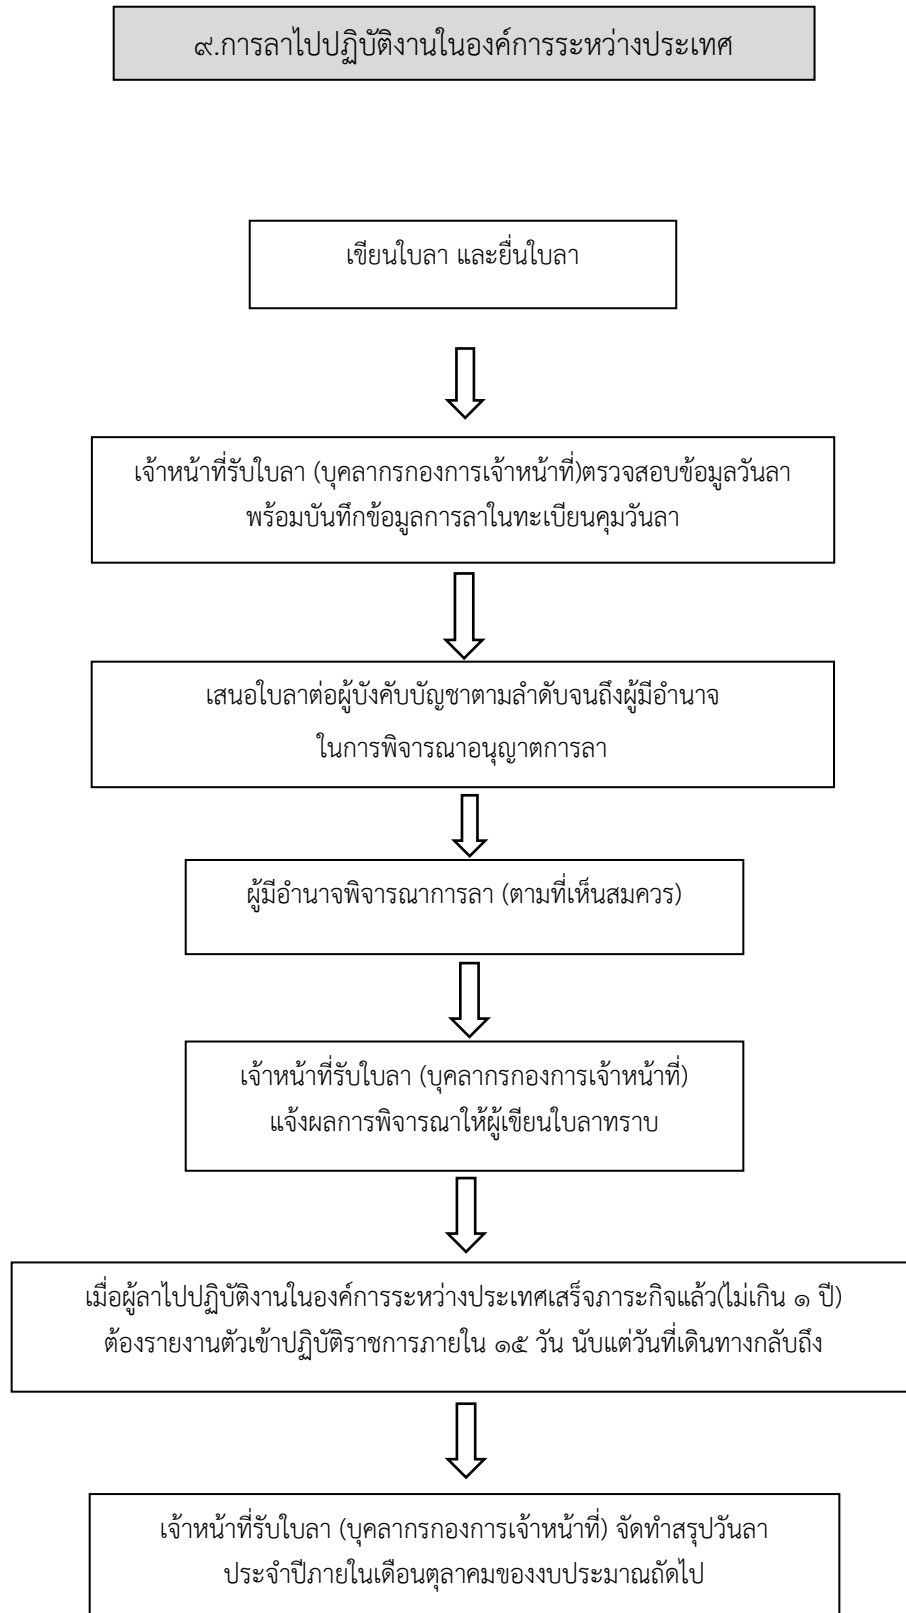 ๙.การลาไปปฏิบัติงานในองค์การระหว่างประเทศ
เขียนใบลา และยื่นใบลา
เจ้าหน้าที่รับใบลา (บุคลากรกองการเจ้าหน้าที่)ตรวจสอบข้อมูลวันลา
พร้อมบันทึกข้อมูลการลาในทะเบียนคุมวันลา
เสนอใบลาต่อผู้บังคับบัญชาตามลำดับจนถึงผู้มีอำนาจ
ในการพิจารณาอนุญาตการลา
ผู้มีอำนาจพิจารณาการลา (ตามที่เห็นสมควร)
เจ้าหน้าที่รับใบลา (บุคลากรกองการเจ้าหน้าที่)
แจ้งผลการพิจารณาให้ผู้เขียนใบลาทราบ
เมื่อผู้ลาไปปฏิบัติงานในองค์การระหว่างประเทศเสร็จภาระกิจแล้ว(ไม่เกิน ๑ ปี)
ต้องรายงานตัวเข้าปฏิบัติราชการภายใน ๑๕ วัน นับแต่วันที่เดินทางกลับถึง
เจ้าหน้าที่รับใบลา (บุคลากรกองการเจ้าหน้าที่) จัดทำสรุปวันลา
ประจำปีภายในเดือนตุลาคมของงบประมาณถัดไป